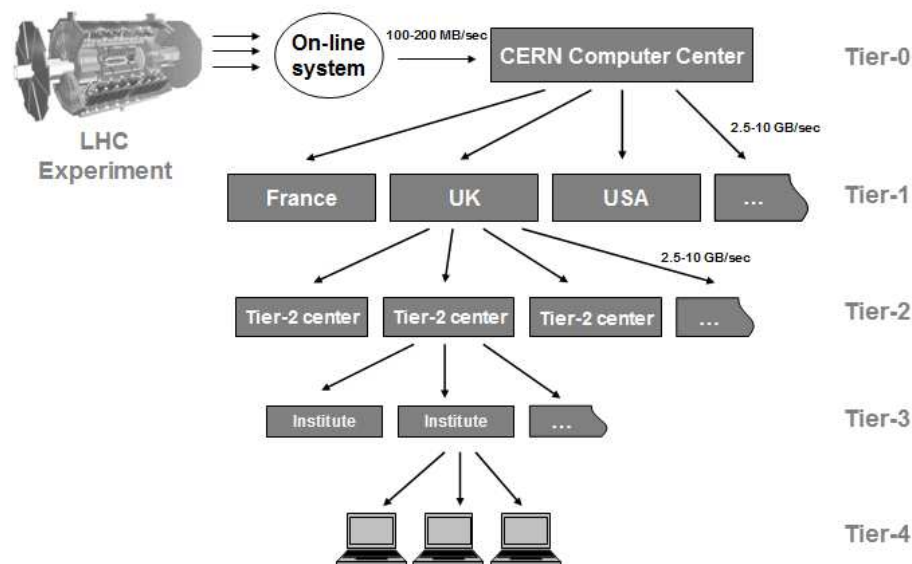 On-line
system
100-200 MB/sec
CERN Computer Center
Tier-0
LHC
Experiment
2.5-10 GB/sec
France
UK
USA
...
Tier-1
2.5-10 GB/sec
Tier-2 center
Tier-2 center
Tier-2 center
...
Tier-2
Institute
Institute
...
Tier-3
Tier-4